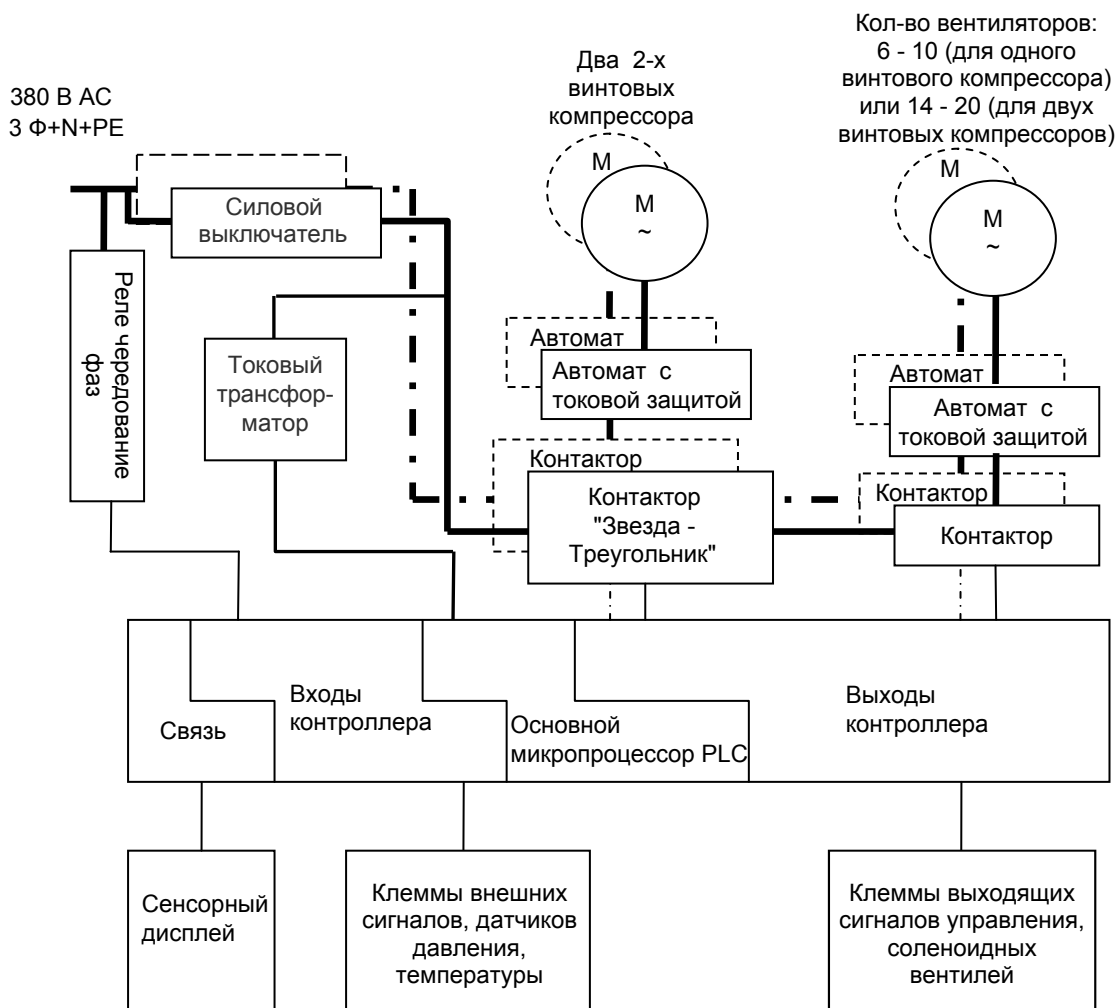 Кол-во вентиляторов:
6 - 10 (для одного
винтового компрессора)
или 14 - 20 (для двух
винтовых компрессоров)
Два 2-х
винтовых
компрессора
380 В AC
3 Ф+N+PE
М
М
~
М
М
~
Силовой
выключатель
Реле чередование
фаз
Токовый
трансфор-
матор
Автомат
Автомат с
токовой защитой
Автомат
Автомат с
токовой защитой
Контактор
Контактор
"Звезда -
Треугольник"
Контактор
Контактор
Связь
Входы
контроллера
Основной
микропроцессор PLC
Выходы
контроллера
Сенсорный
дисплей
Клеммы внешних
сигналов, датчиков
давления,
температуры
Клеммы выходящих
сигналов управления,
соленоидных
вентилей